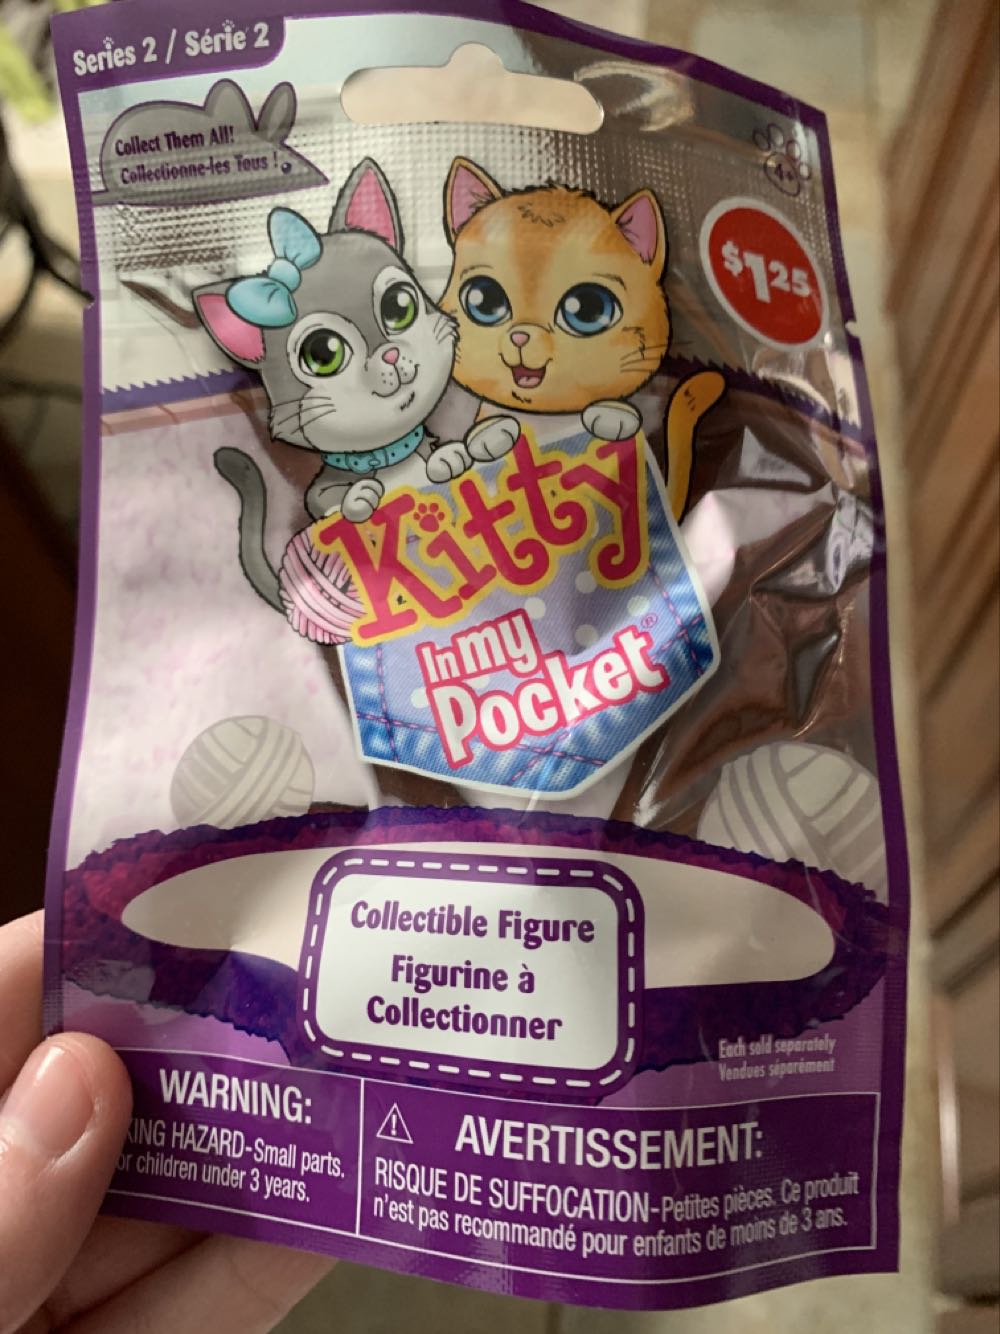 Series 2 / Série 2
Collect Them All!
Collectionne-les Tous !
4+
$1.25
Kitty
In my
Pocket®
Collectible Figure
Figurine à
Collectionner
Each sold separately
Vendues séparément
WARNING:
KING HAZARD-Small parts.
or children under 3 years.
AVERTISSEMENT:
RISQUE DE SUFFOCATION-Petites pièces. Ce produit
n'est pas recommandé pour enfants de moins de 3 ans.